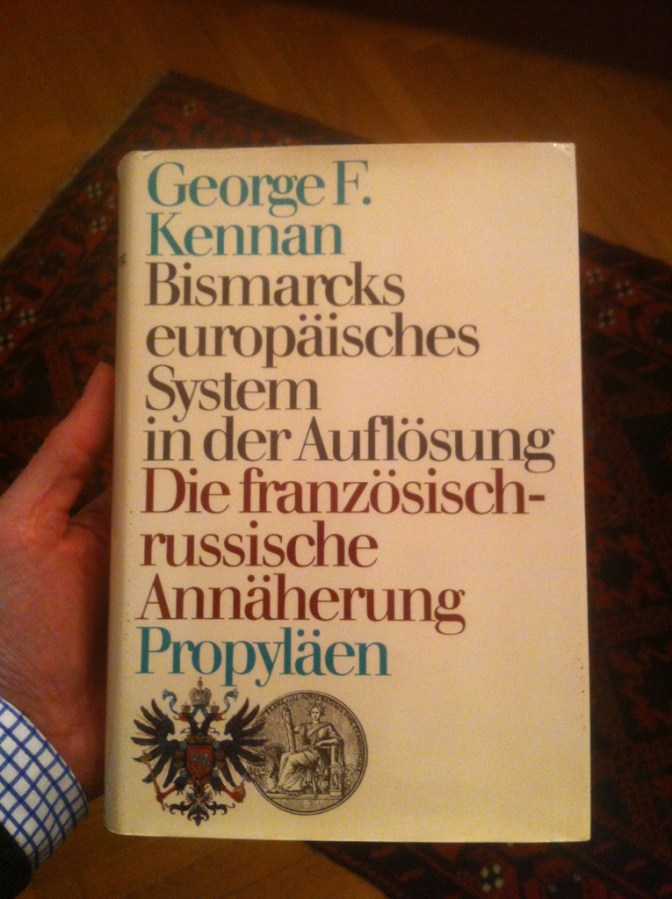 George F.
Kennan
Bismarcks
europäisches
System
in der Auflösung
Die französisch-
russische
Annäherung
Propyläen